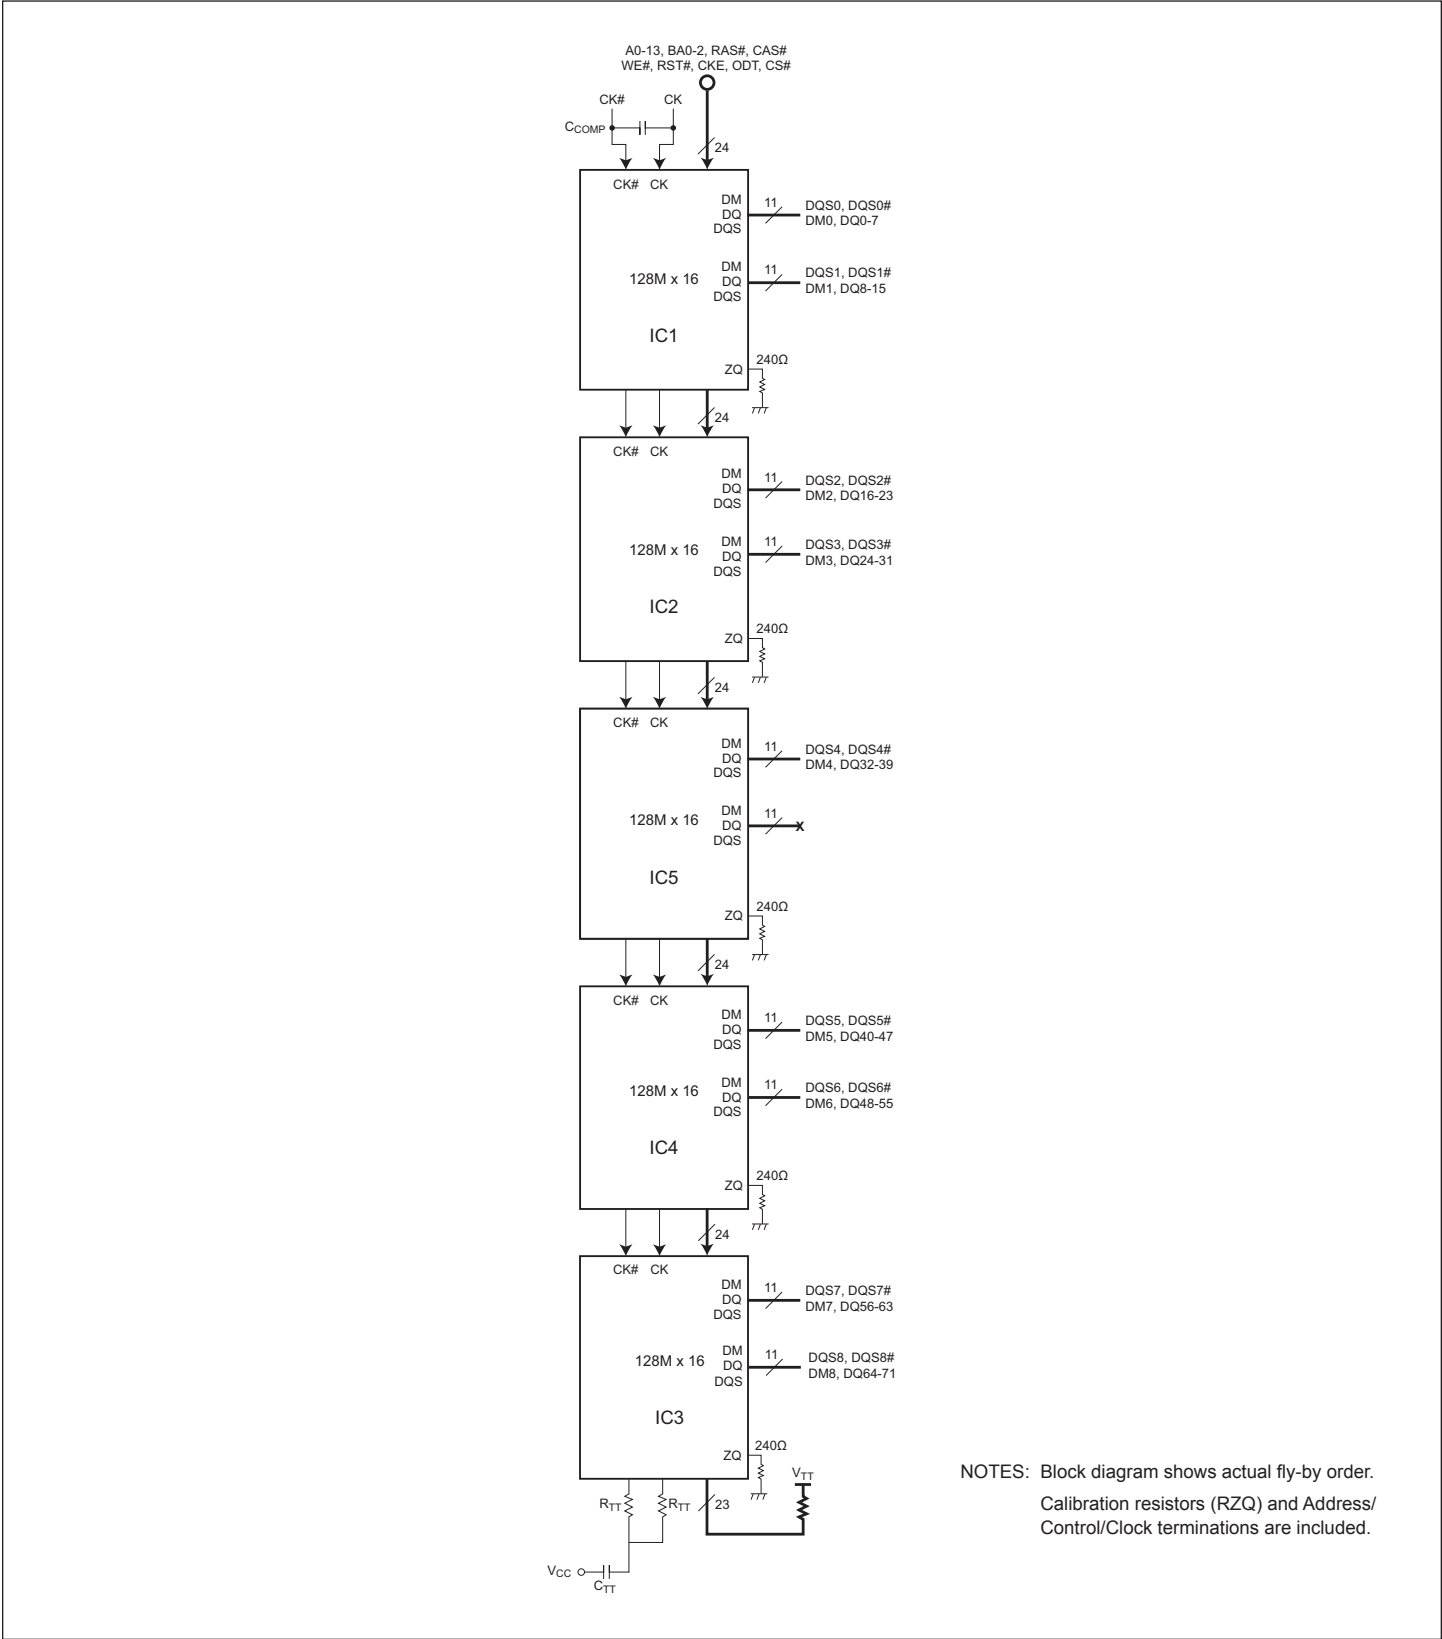 A0-13, BA0-2, RAS#, CAS#
WE#, RST#, CKE, ODT, CS#
CK# CK
CCOMP
24
CK# CK
DM
DQ
DQS
11
DQS0, DQS0#
DM0, DQ0-7
128M x 16
DM
DQ
DQS
11
DQS1, DQS1#
DM1, DQ8-15
IC1
ZQ
240Ω
24
CK# CK
DM
DQ
DQS
11
DQS2, DQS2#
DM2, DQ16-23
128M x 16
DM
DQ
DQS
11
DQS3, DQS3#
DM3, DQ24-31
IC2
ZQ
240Ω
24
CK# CK
DM
DQ
DQS
11
DQS4, DQS4#
DM4, DQ32-39
128M x 16
DM
DQ
DQS
11
x
IC5
ZQ
240Ω
24
CK# CK
DM
DQ
DQS
11
DQS5, DQS5#
DM5, DQ40-47
128M x 16
DM
DQ
DQS
11
DQS6, DQS6#
DM6, DQ48-55
IC4
ZQ
240Ω
24
CK# CK
DM
DQ
DQS
11
DQS7, DQS7#
DM7, DQ56-63
128M x 16
DM
DQ
DQS
11
DQS8, DQS8#
DM8, DQ64-71
IC3
ZQ
240Ω
RTT
RTT
23
VTT
VCC
CTT
NOTES: Block diagram shows actual fly-by order.
Calibration resistors (RZQ) and Address/
Control/Clock terminations are included.